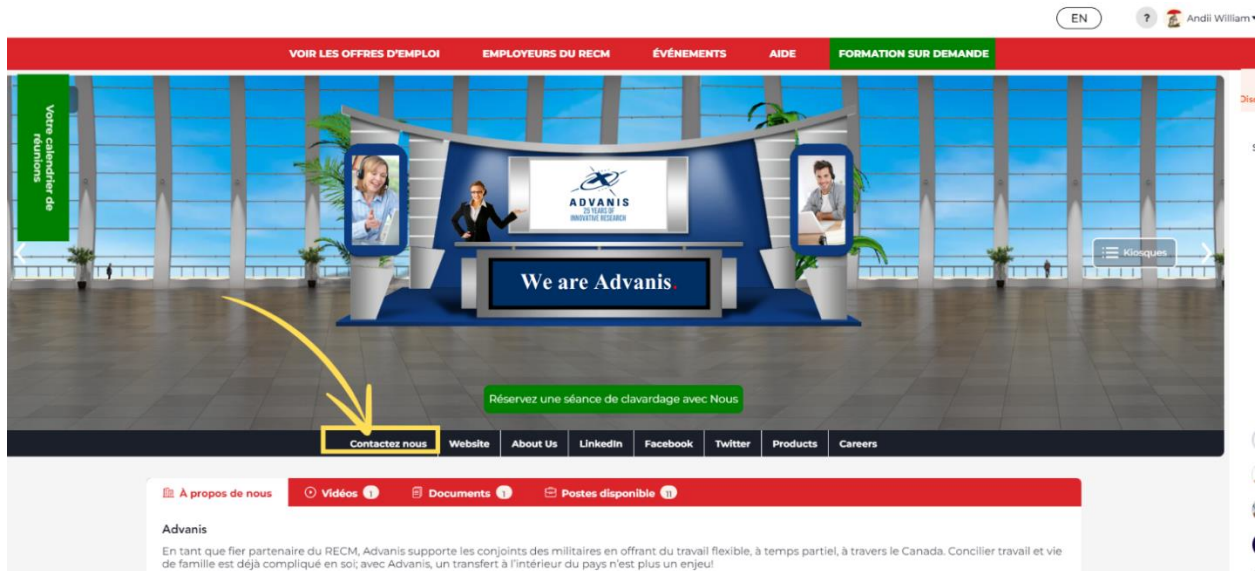 EN
?
Andii William
VOIR LES OFFRES D'EMPLOI
EMPLOYEURS DU RECM
ÉVÉNEMENTS
AIDE
FORMATION SUR DEMANDE
Votre calendrier de
réunions
ADVANIS
25 YEARS OF
INNOVATIVE RESEARCH
We are Advanis.
Kiosques
Réservez une séance de clavardage avec Nous
Contactez nous
Website
About Us
LinkedIn
Facebook
Twitter
Products
Careers
À propos de nous
Vidéos 1
Documents 1
Postes disponible 11
Advanis
En tant que fier partenaire du RECM, Advanis supporte les conjoints des militaires en offrant du travail flexible, à temps partiel, à travers le Canada. Concilier travail et vie
de famille est déjà compliqué en soi; avec Advanis, un transfert à l'intérieur du pays n'est plus un enjeu!